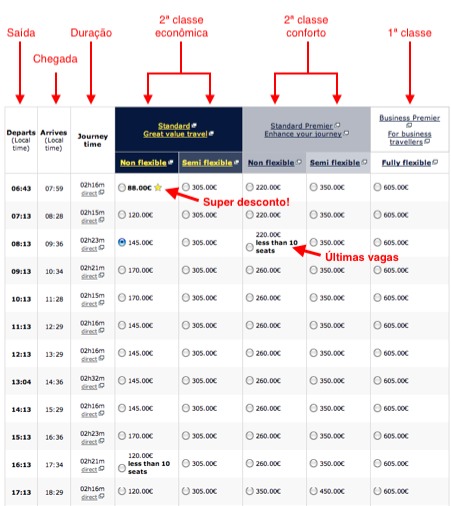 Saída
Chegada
Duração
2ª classe
econômica
2ª classe
conforto
1ª classe
Departs
(Local
time)
Arrives
(Local
time)
Journey
time
Standard
Great value travel
Standard Premier
Enhance your journey
Business Premier
For business
travellers
Non flexible
Semi flexible
Non flexible
Semi flexible
Fully flexible
06:43 07:59 02h16m direct 88.00€ 305.00€ 220.00€ 350.00€ 605.00€
Super desconto!
07:13 08:28 02h15m direct 120.00€ 305.00€ 220.00€ 350.00€ 605.00€
08:13 09:36 02h23m direct 145.00€ 305.00€ 220.00€ less than 10 seats 350.00€ 605.00€
Últimas vagas
09:13 10:34 02h21m direct 170.00€ 305.00€ 260.00€ 350.00€ 605.00€
10:13 11:28 02h15m direct 170.00€ 305.00€ 260.00€ 350.00€ 605.00€
11:13 12:29 02h16m direct 145.00€ 305.00€ 260.00€ 350.00€ 605.00€
12:13 13:29 02h16m direct 145.00€ 305.00€ 260.00€ 350.00€ 605.00€
13:04 14:36 02h32m direct 145.00€ 305.00€ 260.00€ 350.00€ 605.00€
14:13 15:29 02h16m direct 145.00€ 305.00€ 260.00€ 350.00€ 605.00€
15:13 16:36 02h23m direct 170.00€ 305.00€ 260.00€ 350.00€ 605.00€
16:13 17:34 02h21m direct 120.00€ less than 10 seats 305.00€ 260.00€ 350.00€ 605.00€
17:13 18:29 02h16m direct 120.00€ 305.00€ 350.00€ 450.00€ 605.00€